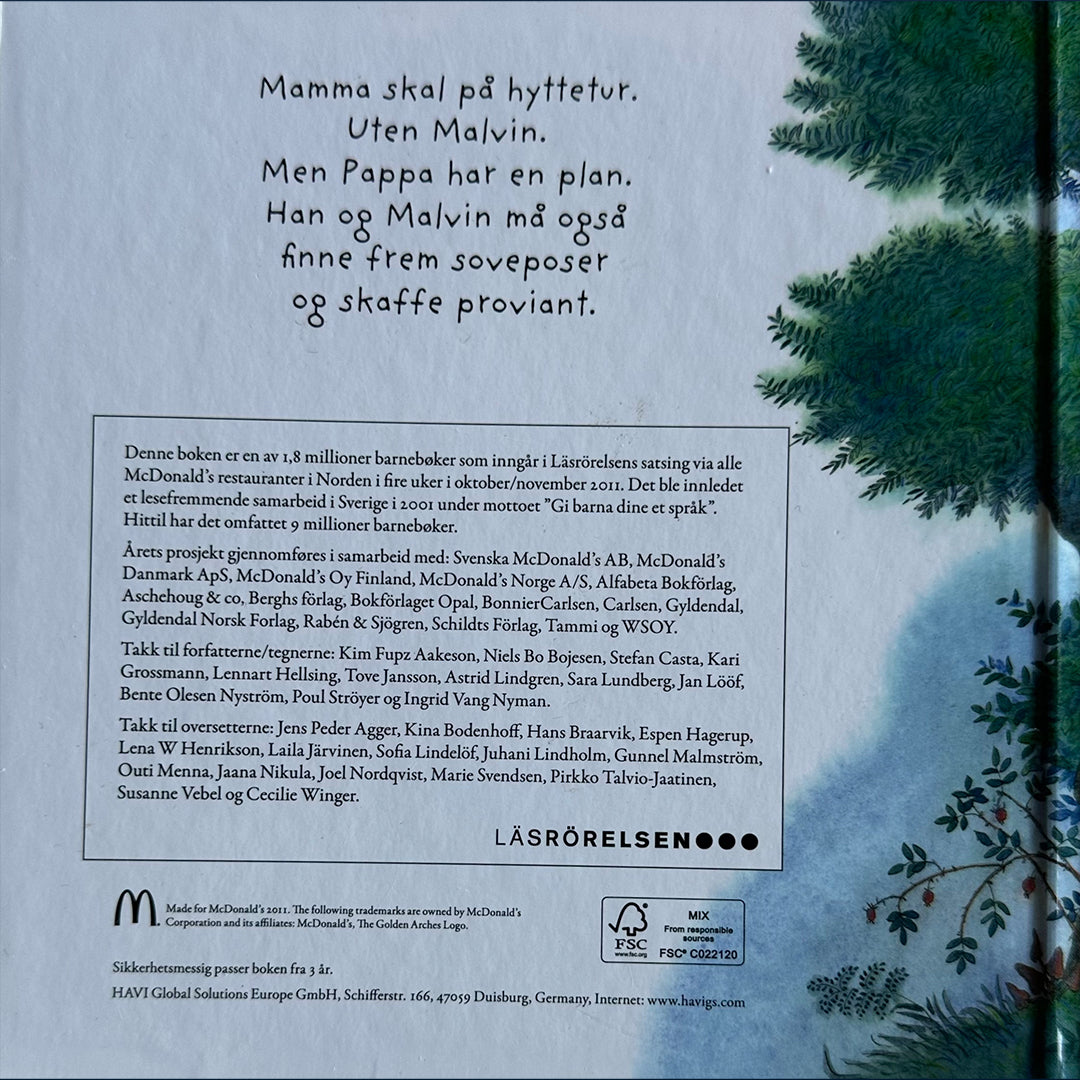 Mamma skal på hyttetur.
Uten Malvin.
Men Pappa har en plan.
Han og Malvin må også
finne frem soveposer
og skaffe proviant.
Denne boken er en av 1,8 millioner barnebøker som inngår i Läsrörelsens satsing via alle
McDonald's restauranter i Norden i fire uker i oktober/november 2011. Det ble innledet
et lesefremmende samarbeid i Sverige i 2001 under mottoet "Gi barna dine et språk".
Hittil har det omfattet 9 millioner barnebøker.
Årets prosjekt gjennomføres i samarbeid med: Svenska McDonald's AB, McDonald's
Danmark ApS, McDonald's Oy Finland, McDonald's Norge A/S, Alfabeta Bokförlag,
Aschehoug & co, Berghs förlag, Bokförlaget Opal, BonnierCarlsen, Carlsen, Gyldendal,
Gyldendal Norsk Forlag, Rabén & Sjögren, Schildts Förlag, Tammi og WSOY.
Takk til forfatterne/tegnerne: Kim Fupz Aakeson, Niels Bo Bojesen, Stefan Casta, Kari
Grossmann, Lennart Hellsing, Tove Jansson, Astrid Lindgren, Sara Lundberg, Jan Lööf,
Bente Olesen Nyström, Poul Ströyer og Ingrid Vang Nyman.
Takk til oversetterne: Jens Peder Agger, Kina Bodenhoff, Hans Braarvik, Espen Hagerup,
Lena W Henrikson, Laila Järvinen, Sofia Lindelöf, Juhani Lindholm, Gunnel Malmström,
Outi Menna, Jaana Nikula, Joel Nordqvist, Marie Svendsen, Pirkko Talvio-Jaatinen,
Susanne Vebel og Cecilie Winger.
LÄSRÖRELSEN
Made for McDonald's 2011. The following trademarks are owned by McDonald's
Corporation and its affiliates: McDonald's, The Golden Arches Logo.
FSC
www.fsc.org
MIX
From responsible
sources
FSC® C022120
Sikkerhetsmessig passer boken fra 3 år.
HAVI Global Solutions Europe GmbH, Schifferstr. 166, 47059 Duisburg, Germany, Internet: www.havigs.com